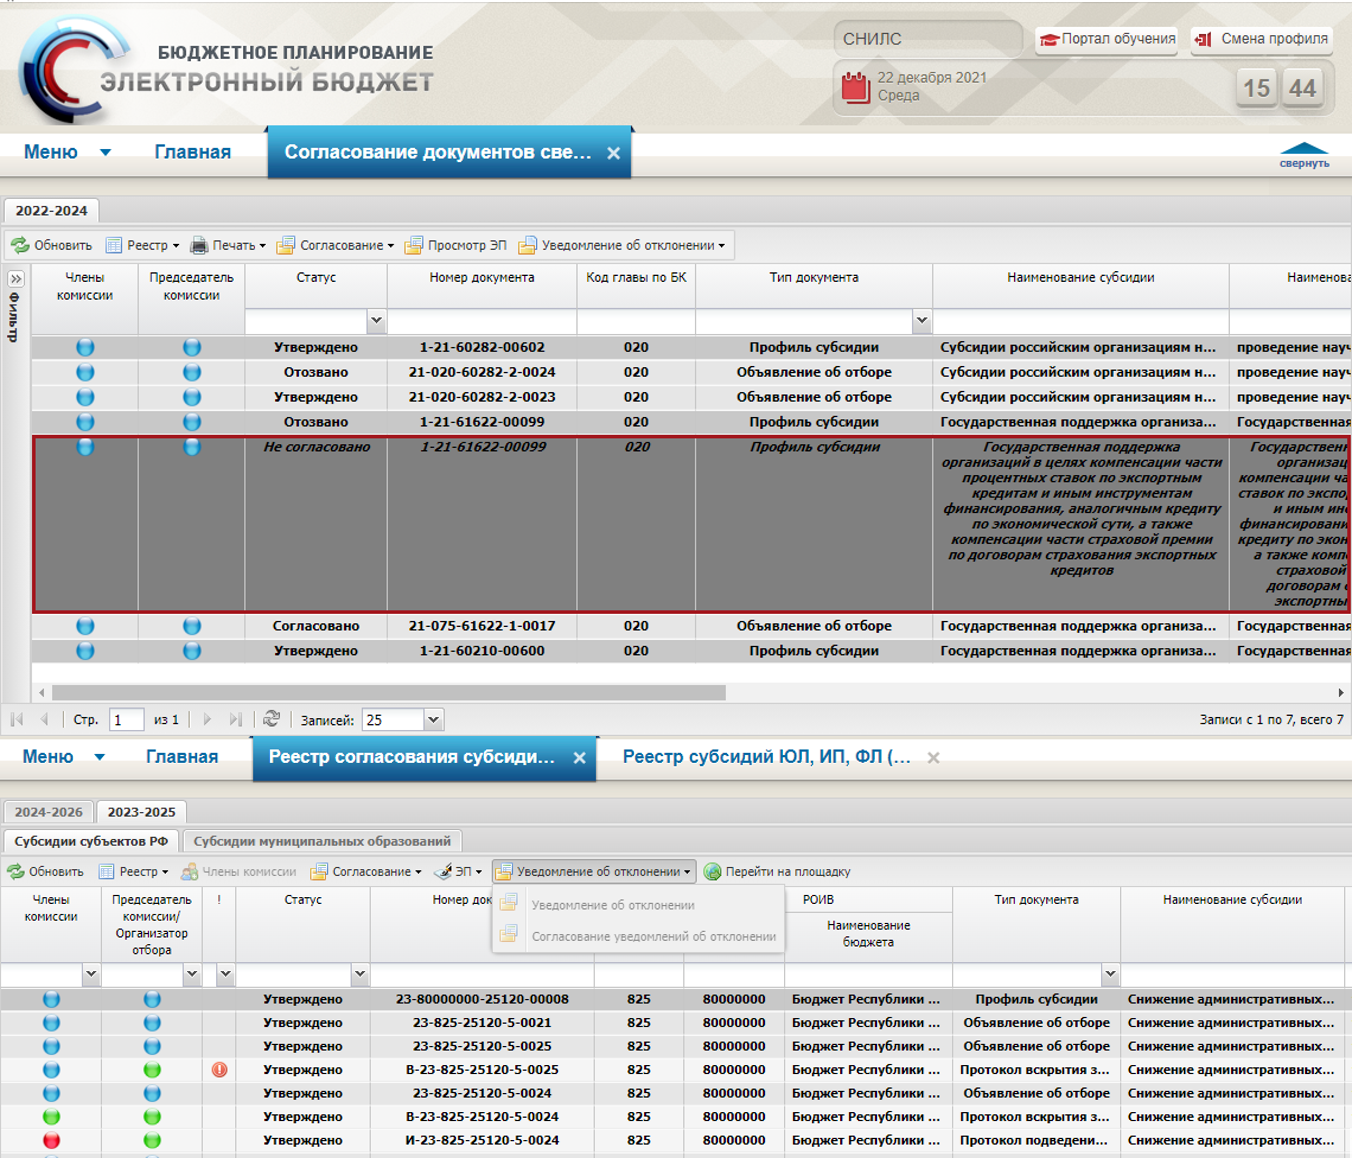 БЮДЖЕТНОЕ ПЛАНИРОВАНИЕ
ЭЛЕКТРОННЫЙ БЮДЖЕТ
СНИЛС
Портал обучения
Смена профиля
22 декабря 2021
Среда
15 44
Меню Главная Согласование документов све...
свернуть
2022-2024
Обновить Реестр Печать Согласование Просмотр ЭП Уведомление об отклонении
Фильтр
Члены комиссии Председатель комиссии Статус Номер документа Код главы по БК Тип документа Наименование субсидии Наименова
Утверждено 1-21-60282-00602 020 Профиль субсидии Субсидии российским организациям н... проведение науч
Отозвано 21-020-60282-2-0024 020 Объявление об отборе Субсидии российским организациям н... проведение науч
Утверждено 21-020-60282-2-0023 020 Объявление об отборе Субсидии российским организациям н... проведение науч
Отозвано 1-21-61622-00099 020 Профиль субсидии Государственная поддержка организа... Государственная
Не согласовано 1-21-61622-00099 020 Профиль субсидии Государственная поддержка Государственн
организаций в целях компенсации части организац
процентных ставок по экспортным компенсации ча
кредитам и иным инструментам ставок по экспо
финансирования, аналогичным кредиту и иным ин
по экономической сути, а также финансировани
компенсации части страховой премии кредиту по экон
по договорам страхования экспортных а также комп
кредитов страховой
договорам
экспортны
Согласовано 21-075-61622-1-0017 020 Объявление об отборе Государственная поддержка организа... Государственная
Утверждено 1-21-60210-00600 020 Профиль субсидии Государственная поддержка организа... Государственная
Стр. 1 из 1 Записей: 25 Записи с 1 по 7, всего 7
Меню Главная Реестр согласования субсиди... Реестр субсидий ЮЛ, ИП, ФЛ (...
2024-2026 2023-2025
Субсидии субъектов РФ Субсидии муниципальных образований
Обновить Реестр Члены комиссии Согласование ЭП Уведомление об отклонении Перейти на площадку
Уведомление об отклонении
Согласование уведомлений об отклонении
Члены комиссии Председатель комиссии/ Организатор отбора ! Статус Номер док РОИВ Наименование бюджета Тип документа Наименование субсидии
Утверждено 23-80000000-25120-00008 825 80000000 Бюджет Республики ... Профиль субсидии Снижение административных...
Утверждено 23-825-25120-5-0021 825 80000000 Бюджет Республики ... Объявление об отборе Снижение административных...
Утверждено 23-825-25120-5-0025 825 80000000 Бюджет Республики ... Объявление об отборе Снижение административных...
Утверждено В-23-825-25120-5-0025 825 80000000 Бюджет Республики ... Протокол вскрытия з... Снижение административных...
Утверждено 23-825-25120-5-0024 825 80000000 Бюджет Республики ... Объявление об отборе Снижение административных...
Утверждено В-23-825-25120-5-0024 825 80000000 Бюджет Республики ... Протокол вскрытия з... Снижение административных...
Утверждено И-23-825-25120-5-0024 825 80000000 Бюджет Республики ... Протокол подведени... Снижение административных...